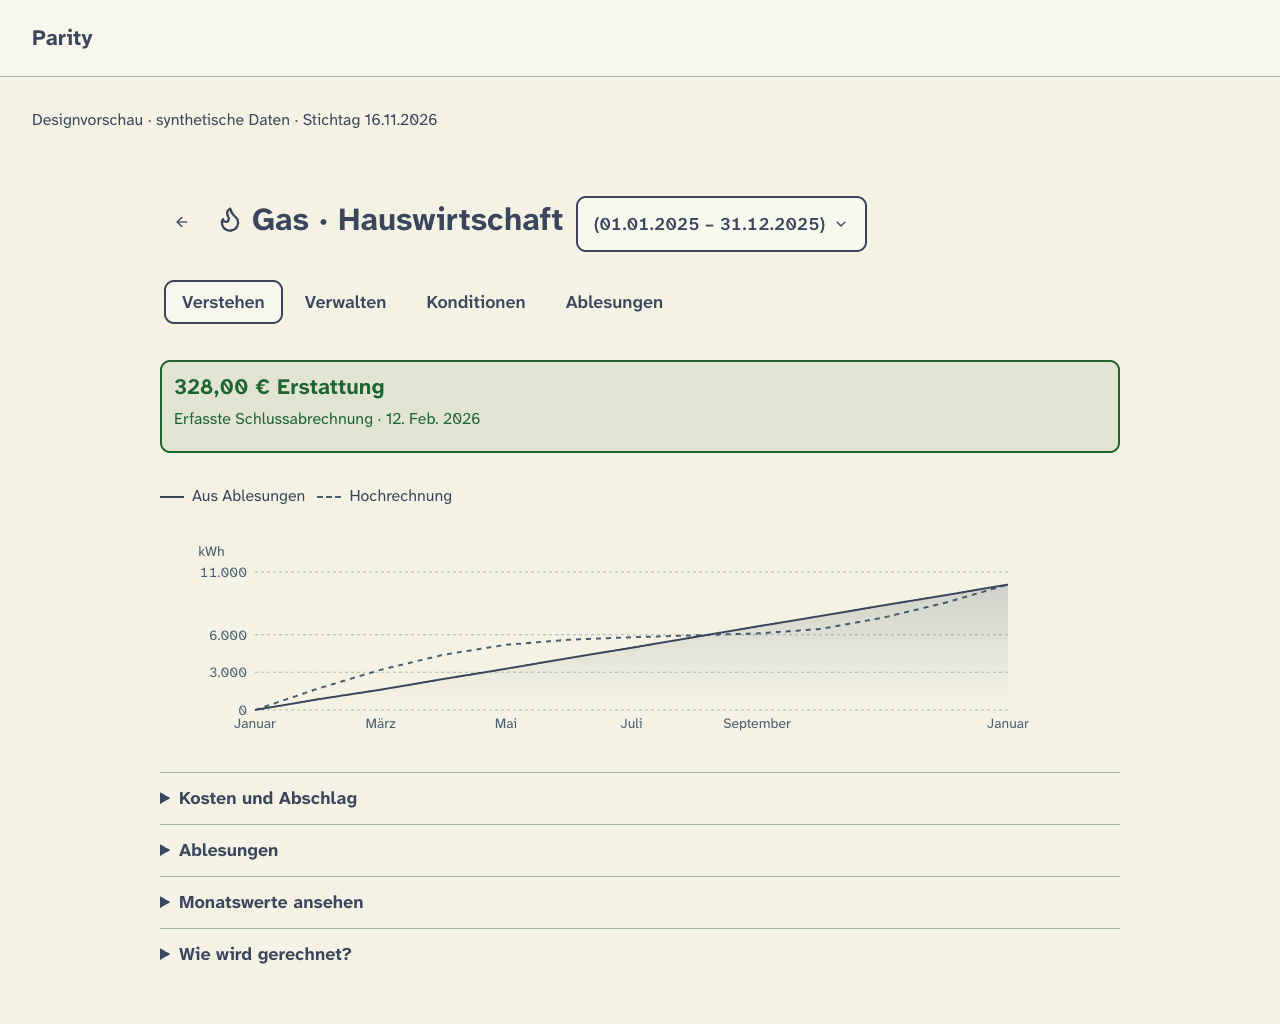 Parity
Designvorschau · synthetische Daten · Stichtag 16.11.2026
Gas · Hauswirtschaft (01.01.2025 – 31.12.2025)
Verstehen Verwalten Konditionen Ablesungen
328,00 € Erstattung
Erfasste Schlussabrechnung · 12. Feb. 2026
Aus Ablesungen Hochrechnung
kWh
11.000
6.000
3.000
0
Januar März Mai Juli September Januar
Kosten und Abschlag
Ablesungen
Monatswerte ansehen
Wie wird gerechnet?